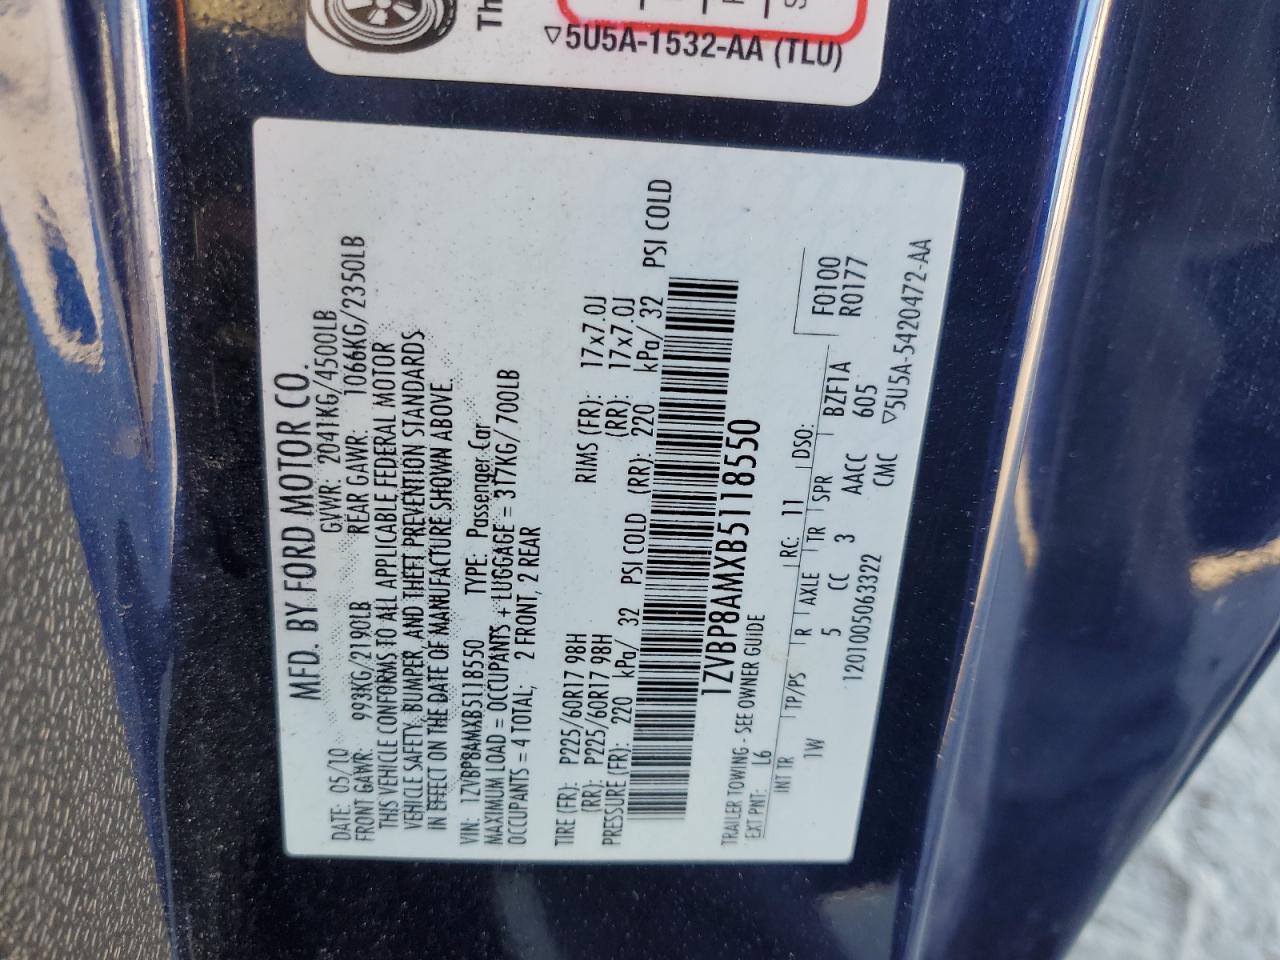 Th
▽5U5A-1532-AA (TLU)
MFD. BY FORD MOTOR CO.
DATE: 05/10 GVWR: 2041KG/4500LB
FRONT GAWR: 993KG/2190LB REAR GAWR: 1066KG/2350LB
THIS VEHICLE CONFORMS TO ALL APPLICABLE FEDERAL MOTOR
VEHICLE SAFETY, BUMPER, AND THEFT PREVENTION STANDARDS
IN EFFECT ON THE DATE OF MANUFACTURE SHOWN ABOVE.
VIN: 1ZVBP8AMXB5118550 TYPE: Passenger Car
MAXIMUM LOAD = OCCUPANTS + LUGGAGE = 317KG/700LB
OCCUPANTS = 4 TOTAL, 2 FRONT, 2 REAR
TIRE (FR): P225/60R17 98H RIMS (FR): 17x7.0J
(RR): P225/60R17 98H (RR): 17x7.0J
PRESSURE (FR): 220 kPa/ 32 PSI COLD (RR): 220 kPa/ 32 PSI COLD
1ZVBP8AMXB5118550
TRAILER TOWING - SEE OWNER GUIDE
EXT PNT: L6 RC: 11 DSO: F0100
INT TR TP/PS R AXLE TR SPR BZF1A R0177
1W 5 CC 3 AACC 605
1201005063322 CMC ▽5U5A-5420472-AA